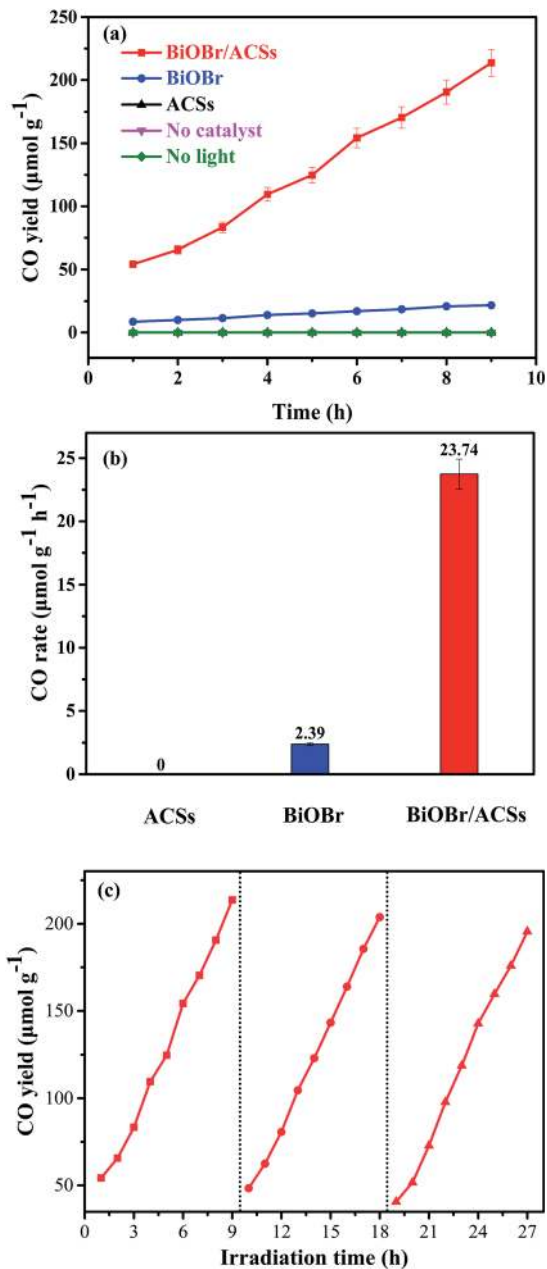 (a)
BiOBr/ACSs
BiOBr
ACSs
No catalyst
No light
CO yield (µmol g⁻¹)
250
200
150
100
50
0
0 2 4 6 8 10
Time (h)
(b)
CO rate (µmol g⁻¹ h⁻¹)
25
20
15
10
5
0
0
2.39
23.74
ACSs BiOBr BiOBr/ACSs
(c)
CO yield (µmol g⁻¹)
200
150
100
50
0 3 6 9 12 15 18 21 24 27
Irradiation time (h)